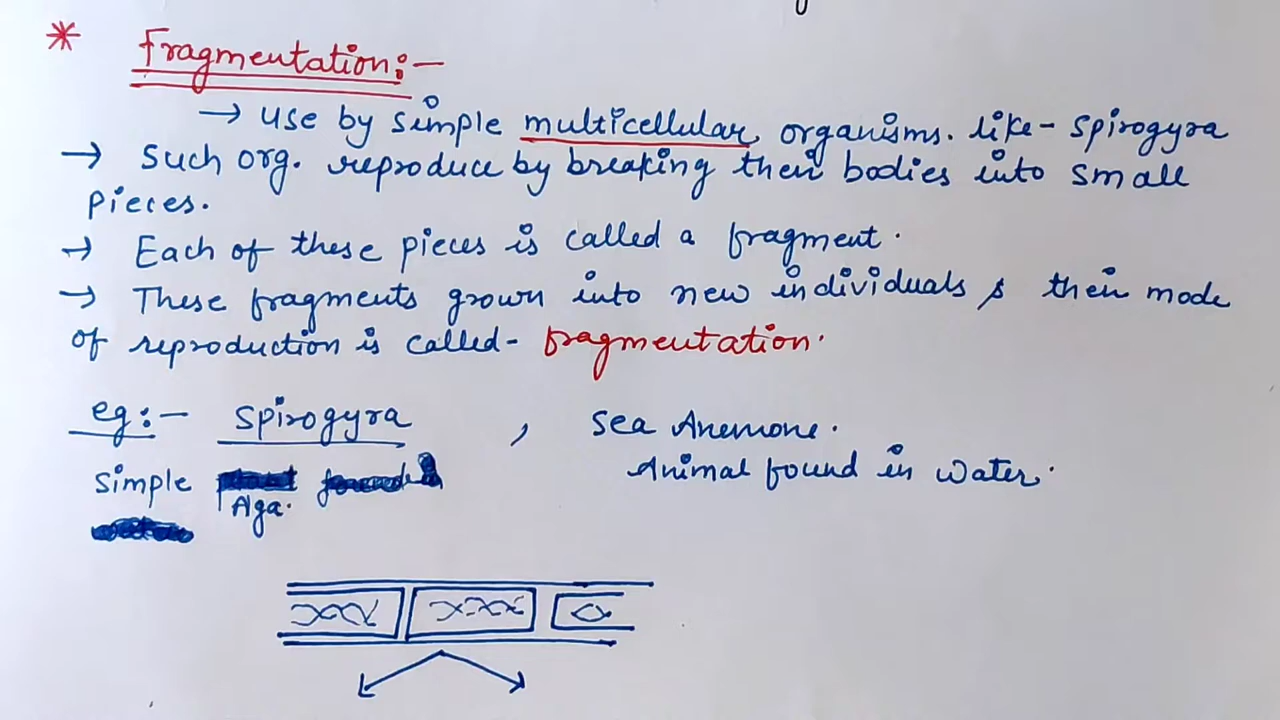 * Fragmentation:-
→ Use by simple multicellular organisms. like - Spirogyra
→ Such org. reproduce by breaking their bodies into small
pieces.
→ Each of these pieces is called a fragment.
→ These fragments grown into new individuals & their mode
of reproduction is called - fragmentation.
eg:- Spirogyra , Sea Anemone.
Simple Animal found in water.
Aga.